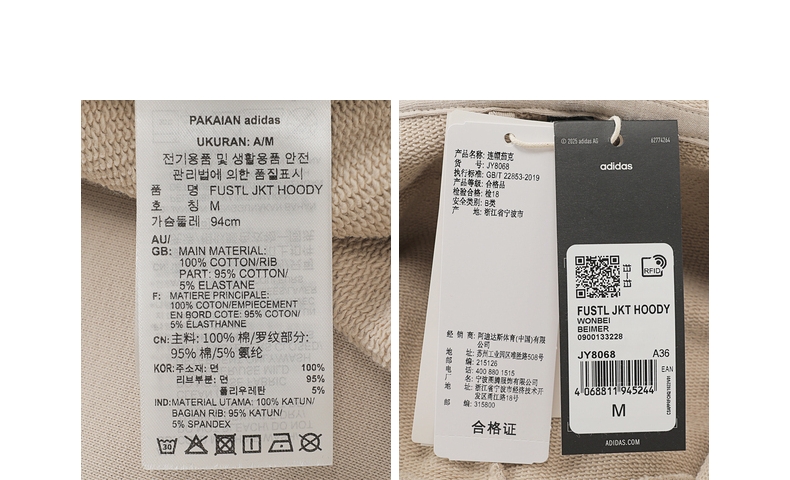 PAKAIAN adidas
UKURAN: A/M
전기용품 및 생활용품 안전
관리법에 의한 품질표시
품 명 FUSTL JKT HOODY
호 칭 M
가슴둘레 94cm
AU/
GB: MAIN MATERIAL:
100% COTTON/RIB
PART: 95% COTTON/
5% ELASTANE
F: MATIERE PRINCIPALE:
100% COTON/EMPIECEMENT
EN BORD COTE: 95% COTON/
5% ELASTHANNE
CN: 主料: 100% 棉/罗纹部分:
95% 棉/5% 氨纶
KOR: 주소재: 면 100%
리브부분: 면 95%
폴리우레탄 5%
IND: MATERIAL UTAMA: 100% KATUN/
BAGIAN RIB: 95% KATUN/
5% SPANDEX
30
产品名称: 连帽茄克
货 号: JY8068
执行标准: GB/T 22853-2019
产品等级: 合格品
检验合格: 检18
安全类别: B类
产 地: 浙江省宁波市
经 销 商: 阿迪达斯体育(中国)有限
公司
地 址: 苏州工业园区唯亭路508号
邮 编: 215126
电 话: 400 880 1515
厂 名: 宁波熹腾服饰有限公司
地 址: 浙江省宁波市经济技术开
发区莺江路18号
邮 编: 315800
合格证
© 2025 adidas AG
67774264
adidas
RFID
FUSTL JKT HOODY
WONBEI
BEIMER
0900133228
JY8068 A36
EAN
4 068811 945244
M
ADIDAS.COM